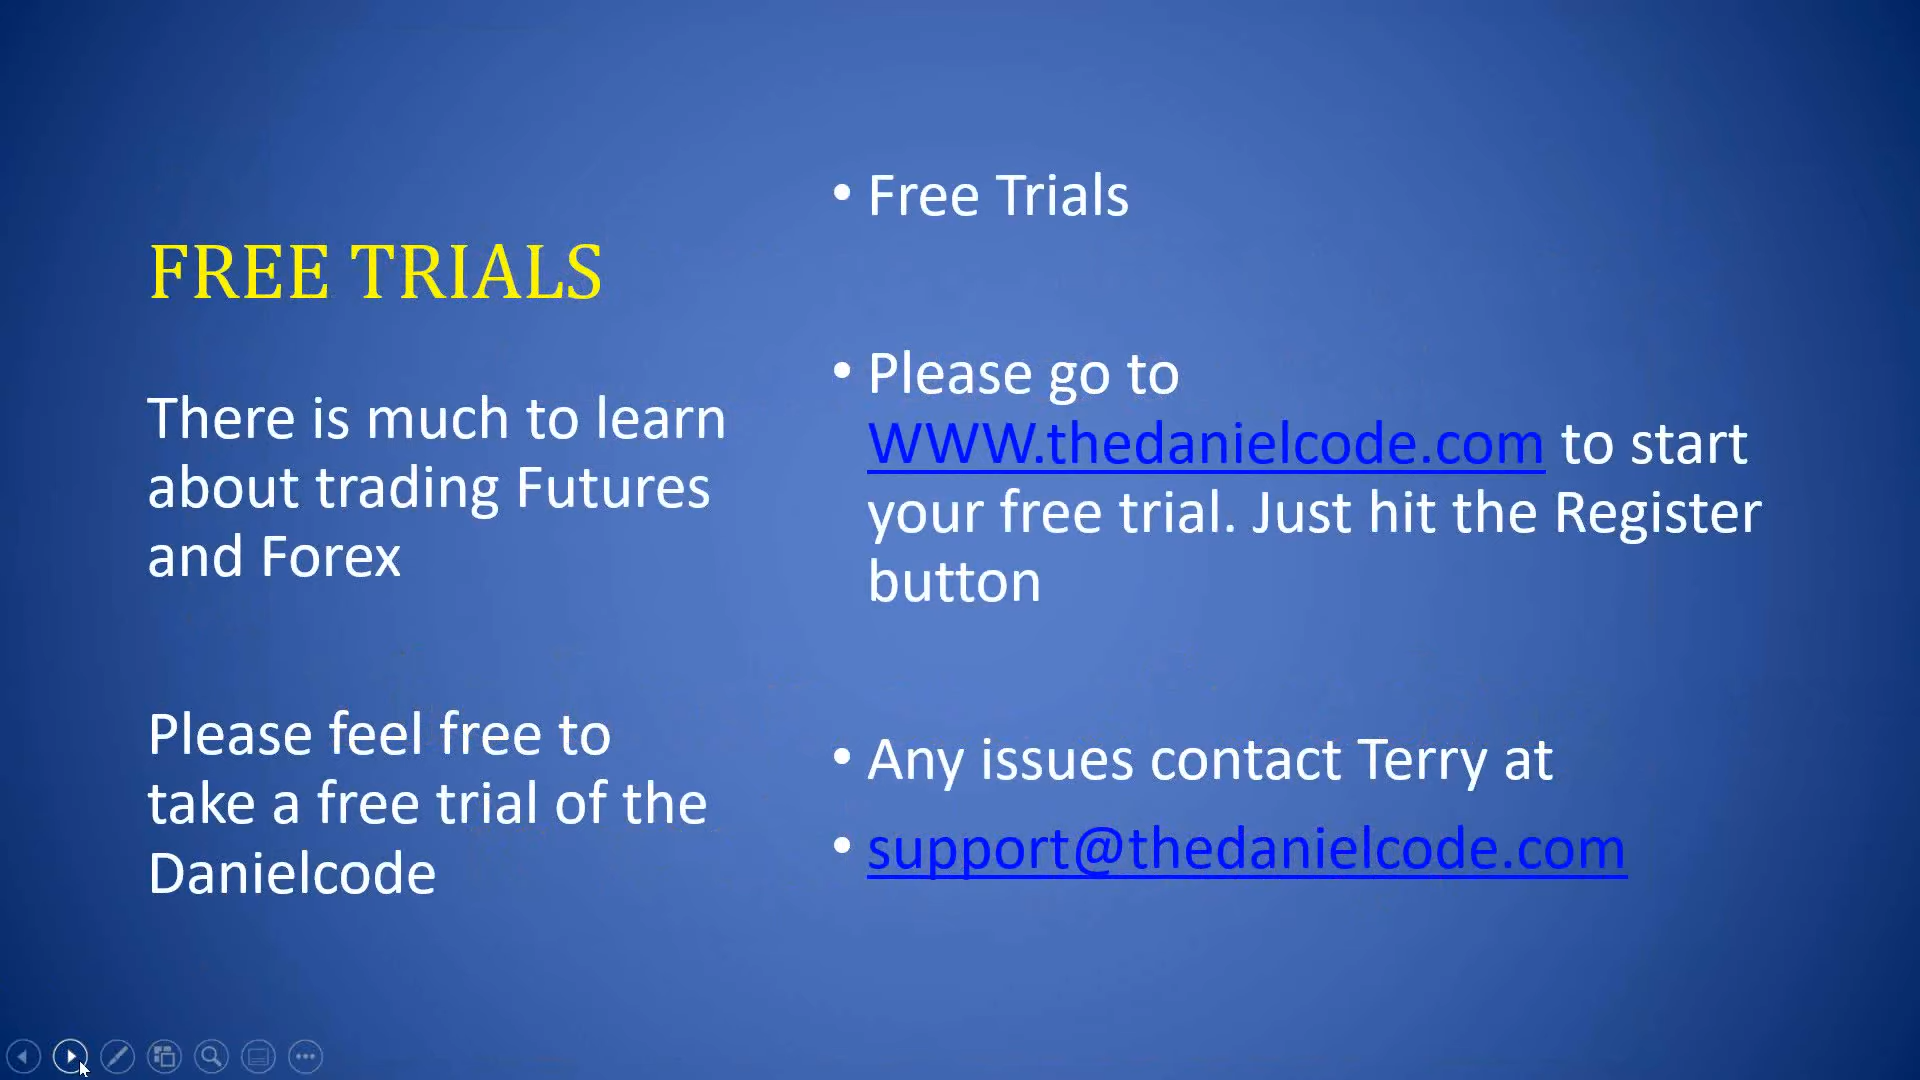 FREE TRIALS
There is much to learn
about trading Futures
and Forex
Please feel free to
take a free trial of the
Danielcode
• Free Trials
• Please go to
WWW.thedanielcode.com to start
your free trial. Just hit the Register
button
• Any issues contact Terry at
• support@thedanielcode.com